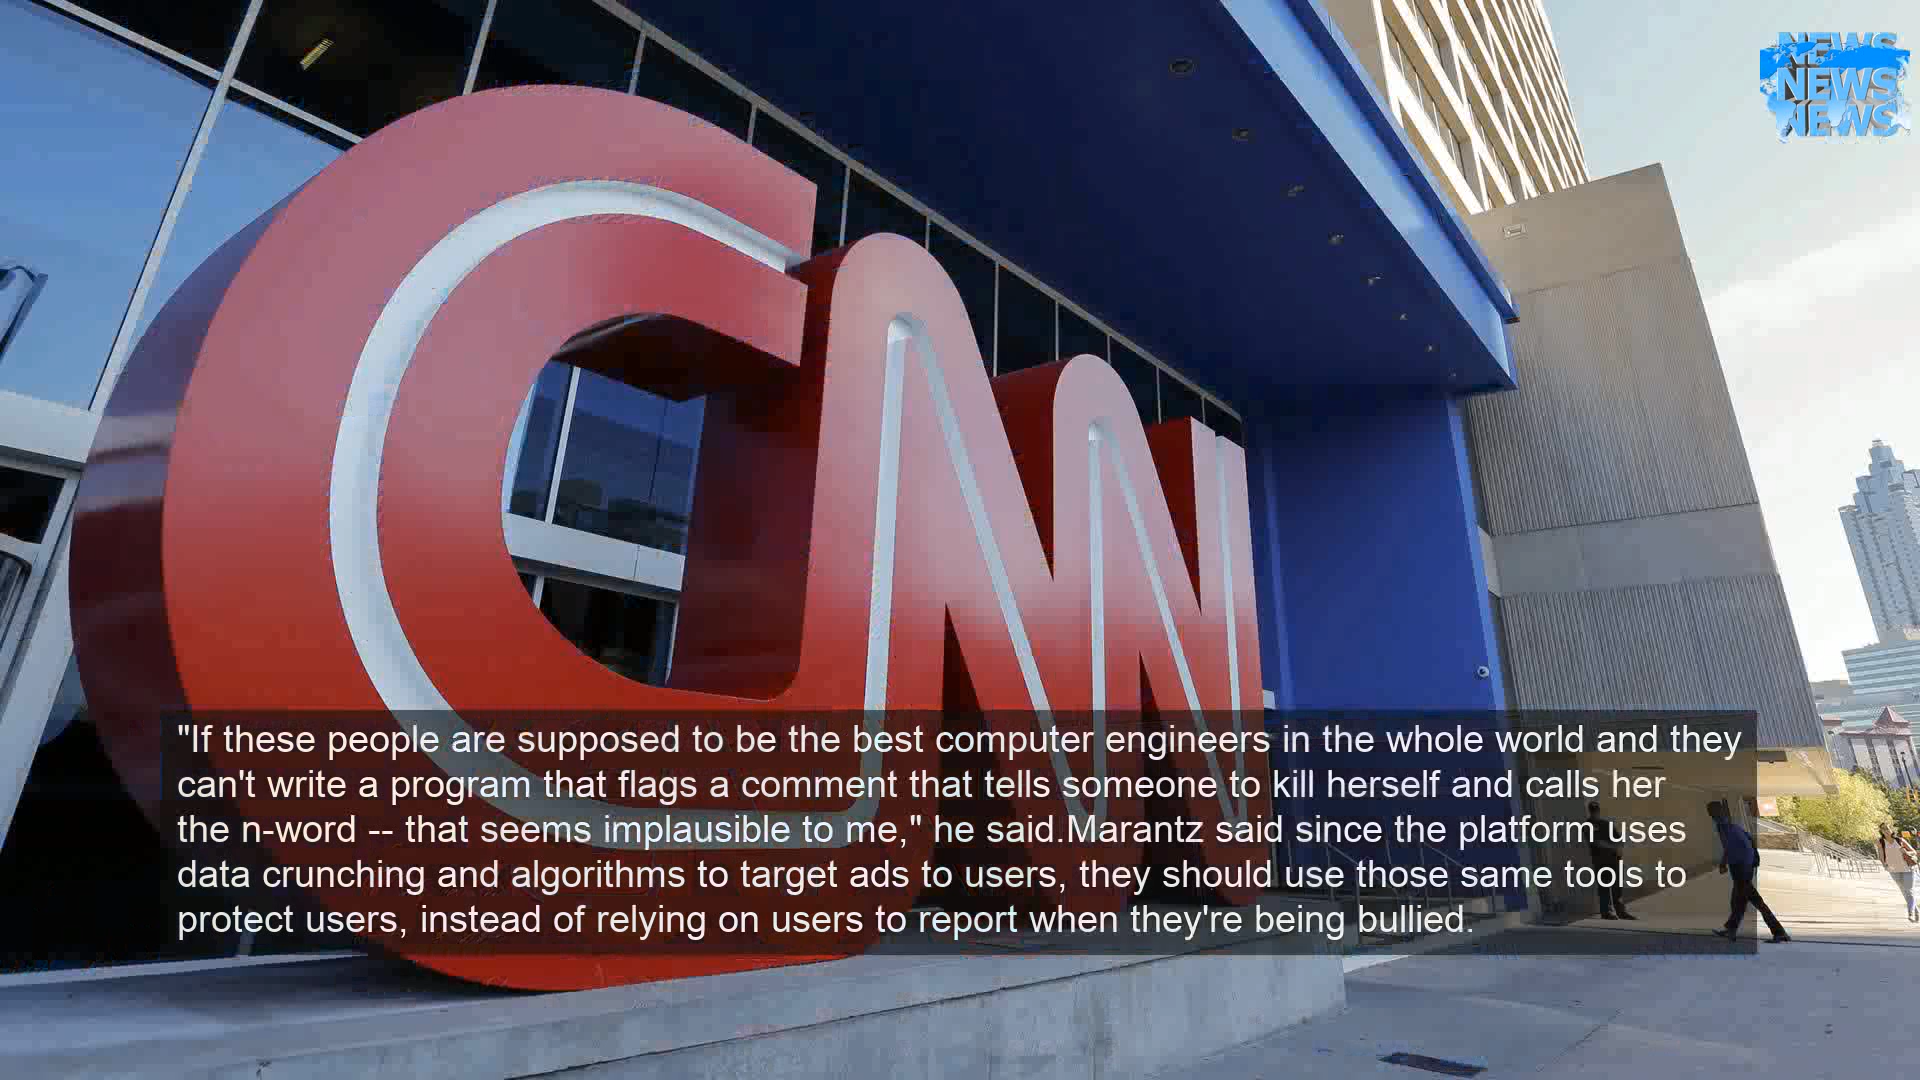 NEWS
NEWS
NEWS
CNN
"If these people are supposed to be the best computer engineers in the whole world and they
can't write a program that flags a comment that tells someone to kill herself and calls her
the n-word -- that seems implausible to me," he said.Marantz said since the platform uses
data crunching and algorithms to target ads to users, they should use those same tools to
protect users, instead of relying on users to report when they're being bullied.